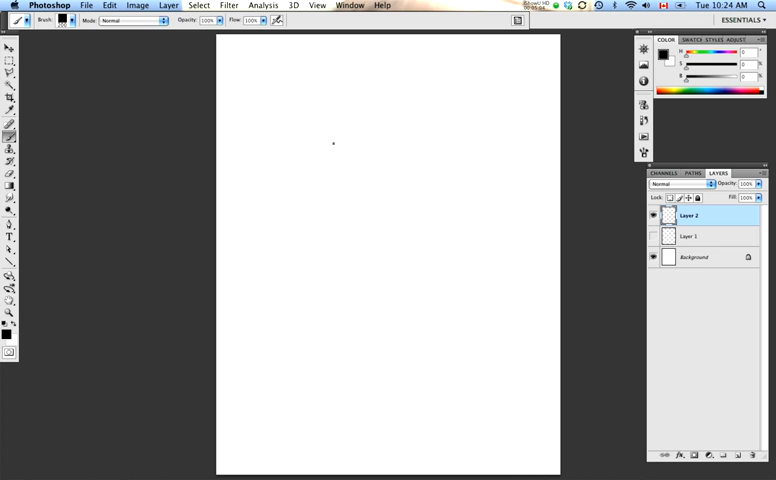 Photoshop File Edit Image Layer Select Filter Analysis 3D View Window Help Tue 10:24 AM
Brush: Mode: Normal Opacity: 100% Flow: 100% ESSENTIALS
COLOR SWATCH STYLES ADJUST
H 0 °
S 0 %
B 0 %
CHANNELS PATHS LAYERS
Normal Opacity: 100%
Lock: Fill: 100%
Layer 2
Layer 1
Background